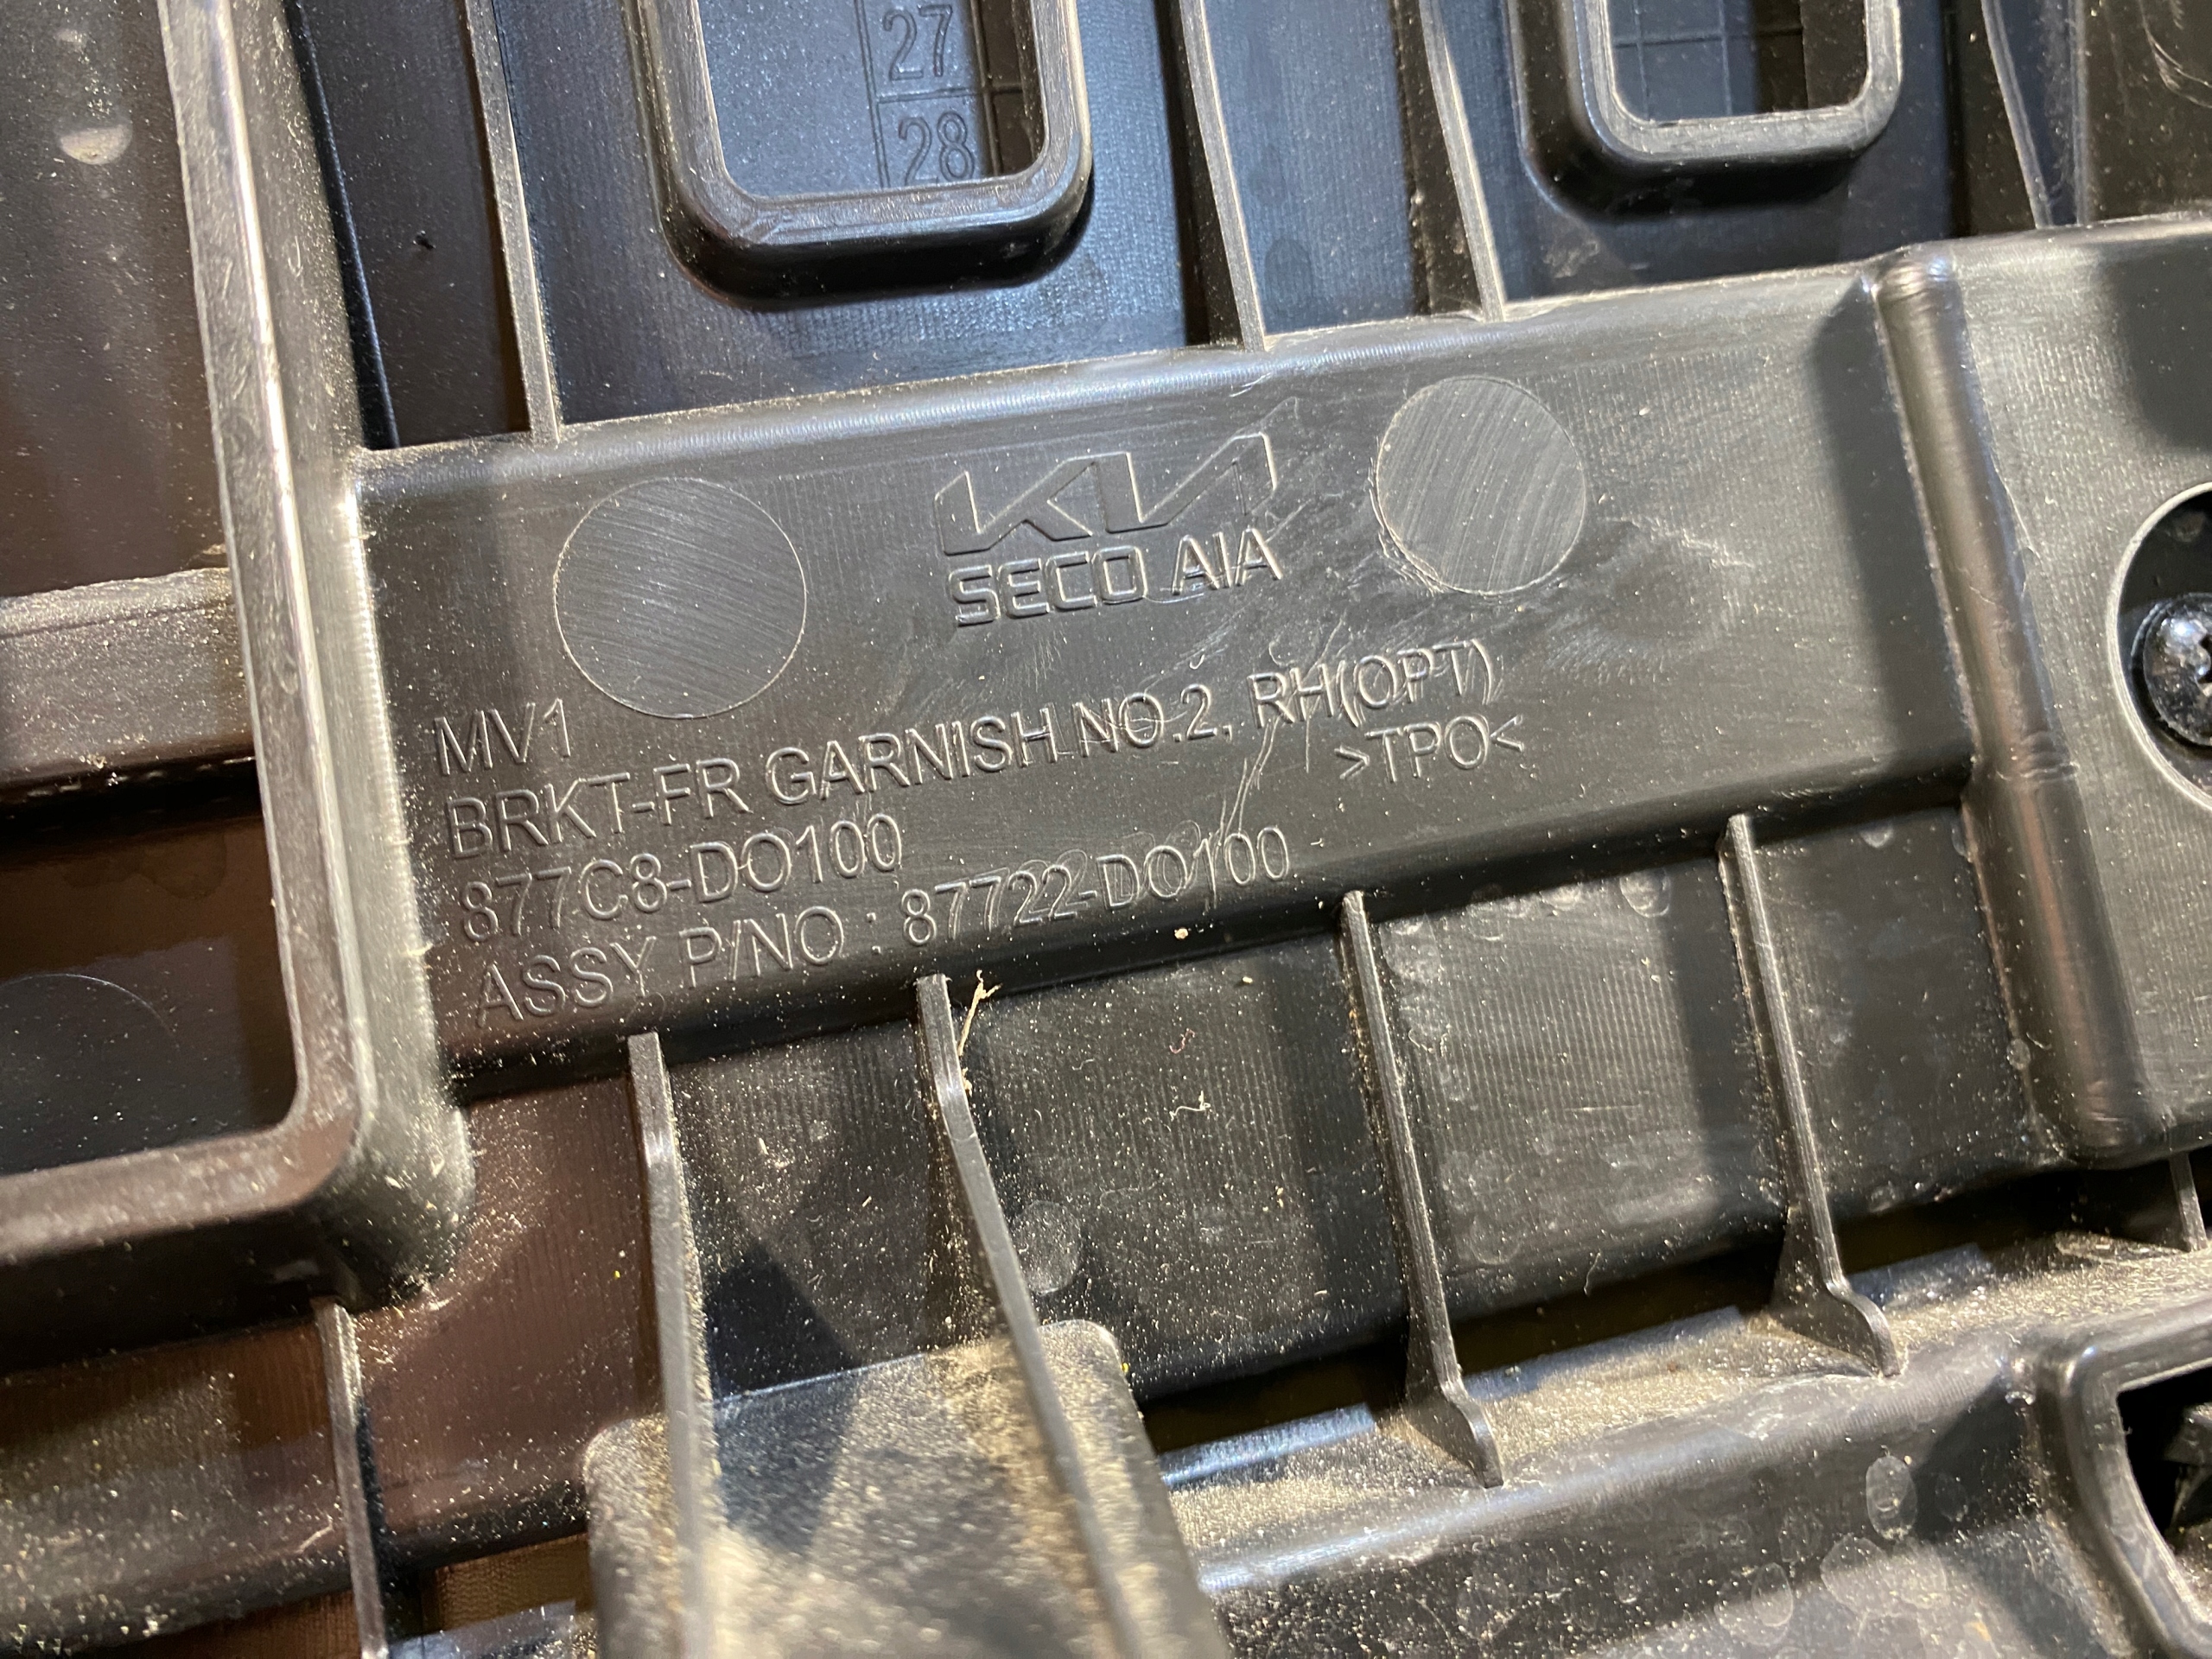 27
28
KIA
SECO AIA
MV1
BRKT-FR GARNISH NO.2, RH(OPT)
>TPO<
877C8-DO100
ASSY P/NO : 87722-DO100